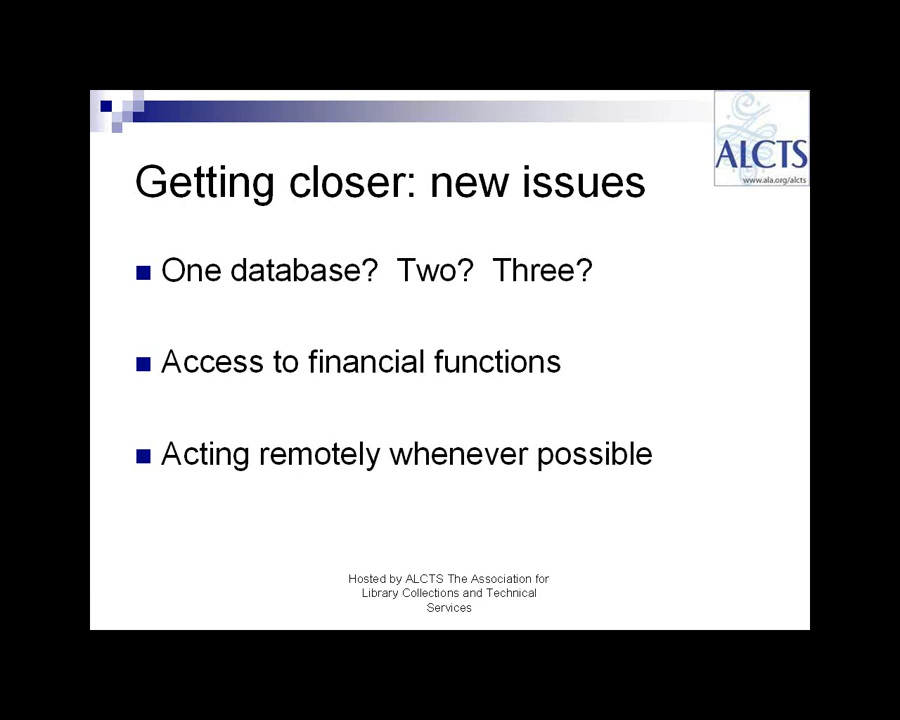 ALCTS
www.ala.org/alcts
Getting closer: new issues
One database?  Two?  Three?
Access to financial functions
Acting remotely whenever possible
Hosted by ALCTS The Association for
Library Collections and Technical
Services